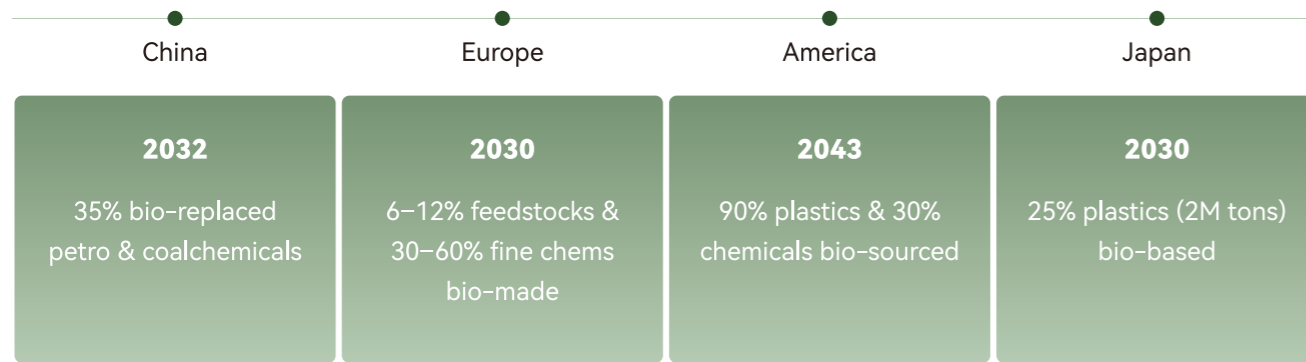 China
Europe
America
Japan
2032
35% bio-replaced
petro & coalchemicals
2030
6–12% feedstocks &
30–60% fine chems
bio-made
2043
90% plastics & 30%
chemicals bio-sourced
2030
25% plastics (2M tons)
bio-based